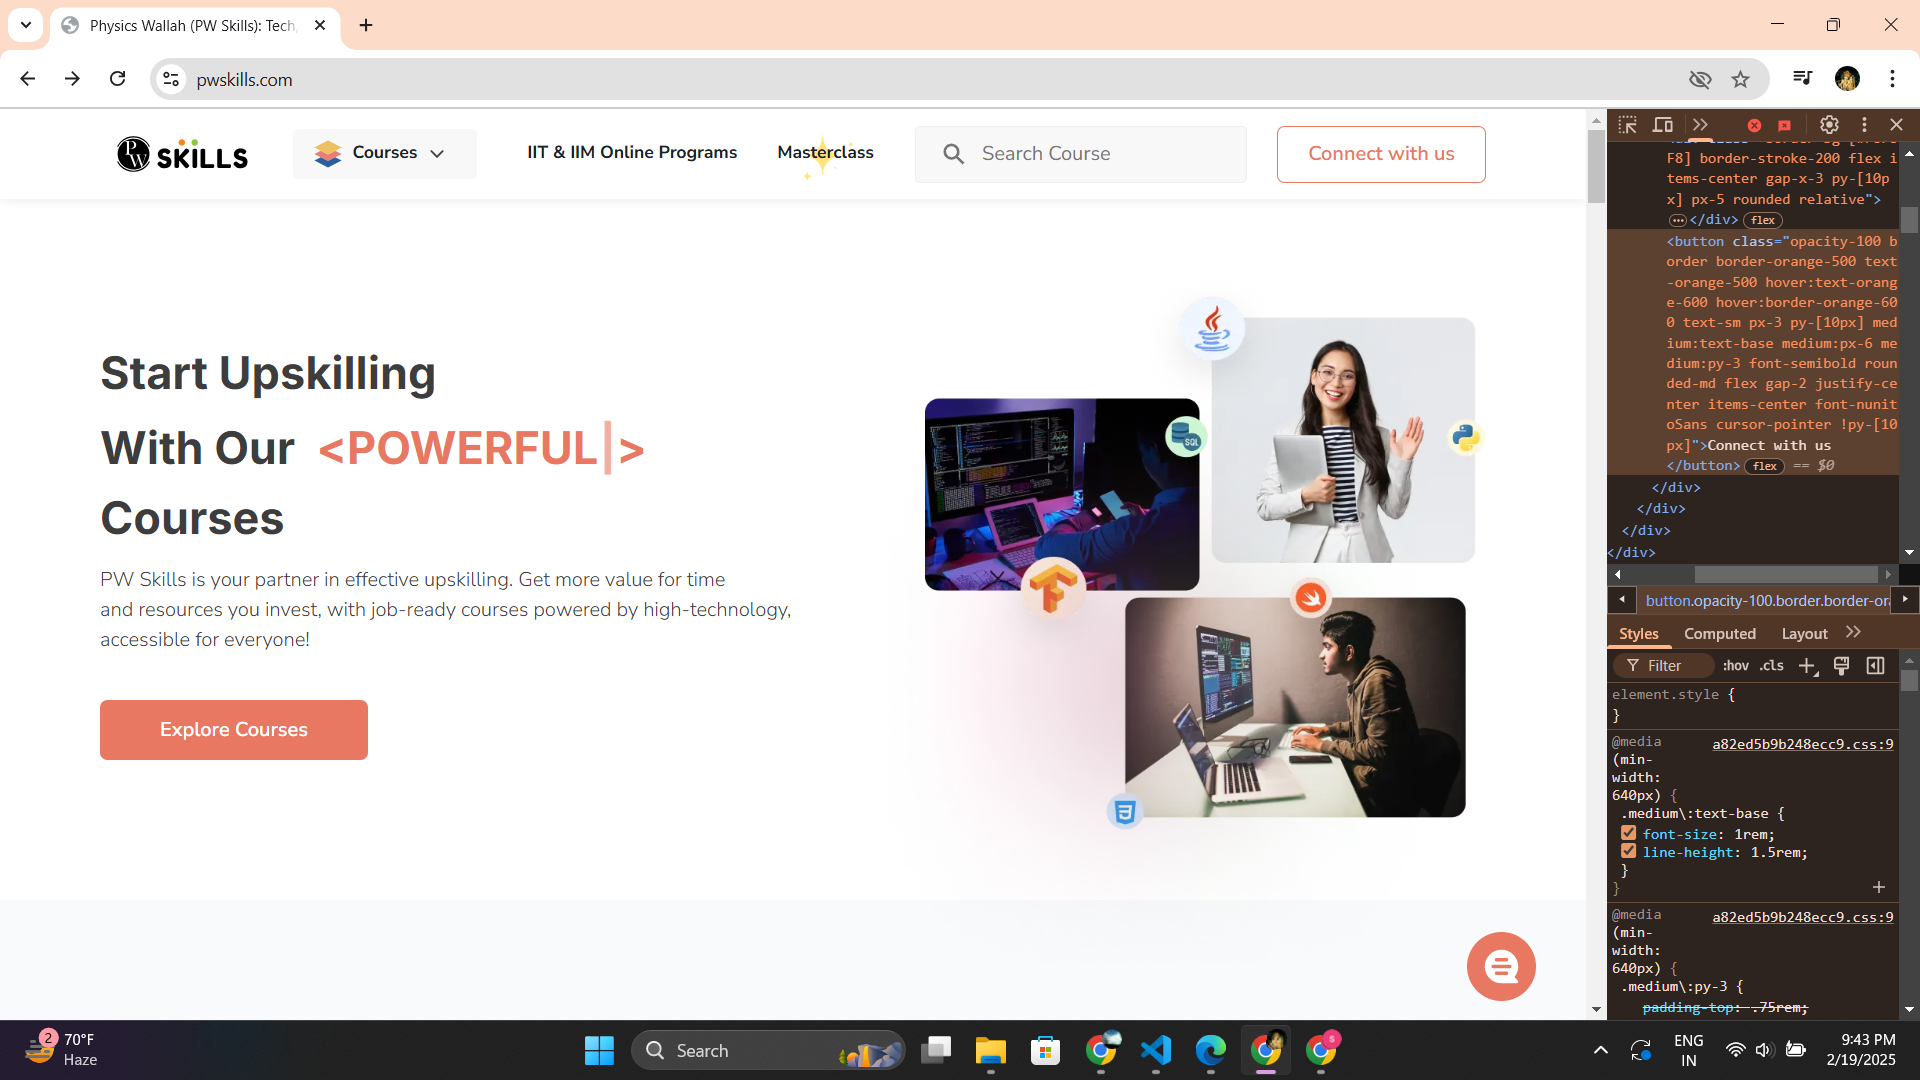 Physics Wallah (PW Skills): Tech,
pwskills.com
PW SKILLS
Courses
IIT & IIM Online Programs
Masterclass
Search Course
Connect with us
Start Upskilling
With Our <POWERFUL|>
Courses
PW Skills is your partner in effective upskilling. Get more value for time
and resources you invest, with job-ready courses powered by high-technology,
accessible for everyone!
Explore Courses
SQL
F8] border-stroke-200 flex i
tems-center gap-x-3 py-[10p
x] px-5 rounded relative">
</div> flex
<button class="opacity-100 b
order border-orange-500 text
-orange-500 hover:text-orang
e-600 hover:border-orange-60
0 text-sm px-3 py-[10px] med
ium:text-base medium:px-6 me
dium:py-3 font-semibold roun
ded-md flex gap-2 justify-ce
nter items-center font-nunit
oSans cursor-pointer !py-[10
px]">Connect with us
</button> flex == $0
</div>
</div>
</div>
</div>
button.opacity-100.border.border-or
Styles Computed Layout
Filter :hov .cls
element.style {
}
@media a82ed5b9b248ecc9.css:9
(min-
width:
640px) {
.medium\:text-base {
font-size: 1rem;
line-height: 1.5rem;
}
}
@media a82ed5b9b248ecc9.css:9
(min-
width:
640px) {
.medium\:py-3 {
padding-top: .75rem;
2
70°F
Haze
Search
S
ENG
IN
9:43 PM
2/19/2025